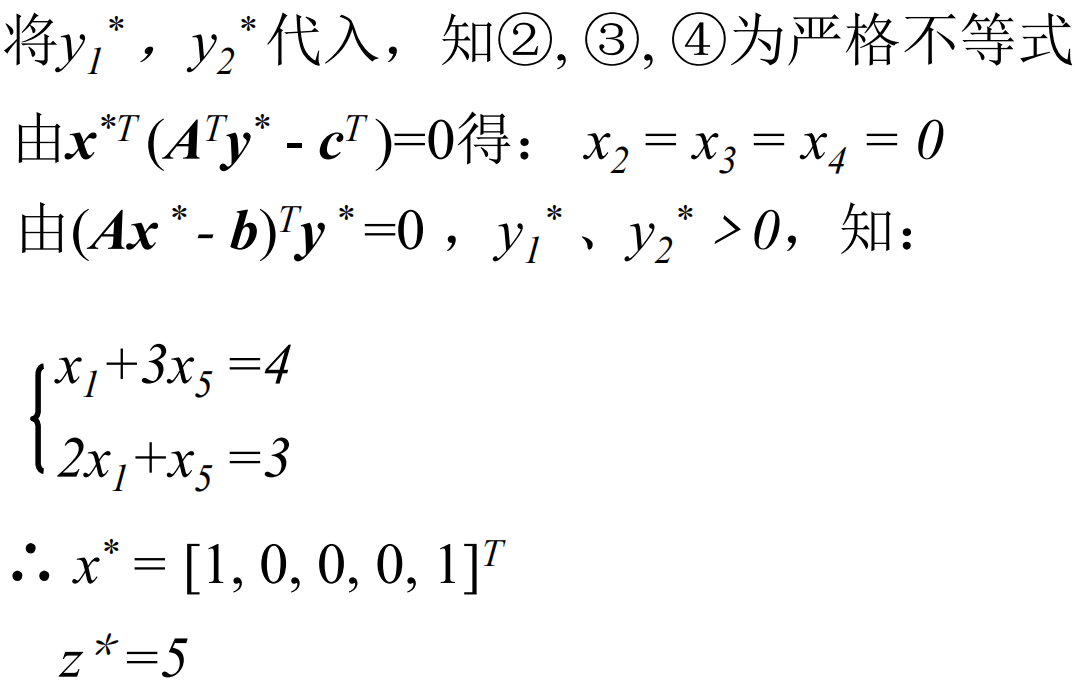 将y₁*，y₂*代入，知②, ③, ④为严格不等式
由x*ᵀ(Aᵀy* - cᵀ)=0得： x₂ = x₃ = x₄ = 0
由(Ax* - b)ᵀy*=0，y₁*、y₂* > 0，知：
x₁+3x₅=4
2x₁+x₅=3
∴ x* = [1, 0, 0, 0, 1]ᵀ
z*=5